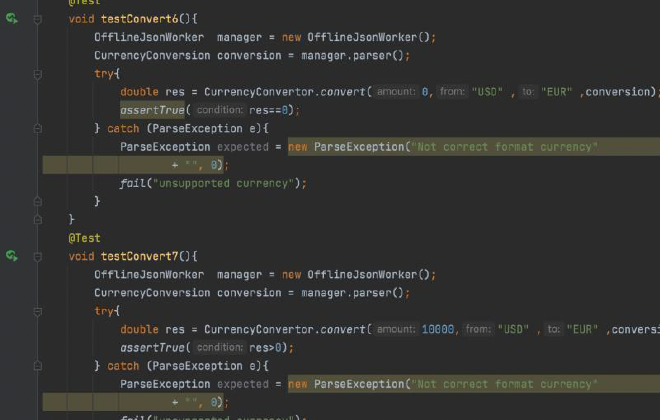 @Test
void testConvert6(){
OfflineJsonWorker manager = new OfflineJsonWorker();
CurrencyConversion conversion = manager.parser();
try{
double res = CurrencyConvertor.convert( amount: 0, from: "USD" , to: "EUR" ,conversion);
assertTrue( condition: res==0);
} catch (ParseException e){
ParseException expected = new ParseException("Not correct format currency"
+ "", 0);
fail("unsupported currency");
}
}
@Test
void testConvert7(){
OfflineJsonWorker manager = new OfflineJsonWorker();
CurrencyConversion conversion = manager.parser();
try{
double res = CurrencyConvertor.convert( amount: 10000, from: "USD" , to: "EUR" ,conversi
assertTrue( condition: res>0);
} catch (ParseException e){
ParseException expected = new ParseException("Not correct format currency"
+ "", 0);
fail("unsupported currency");